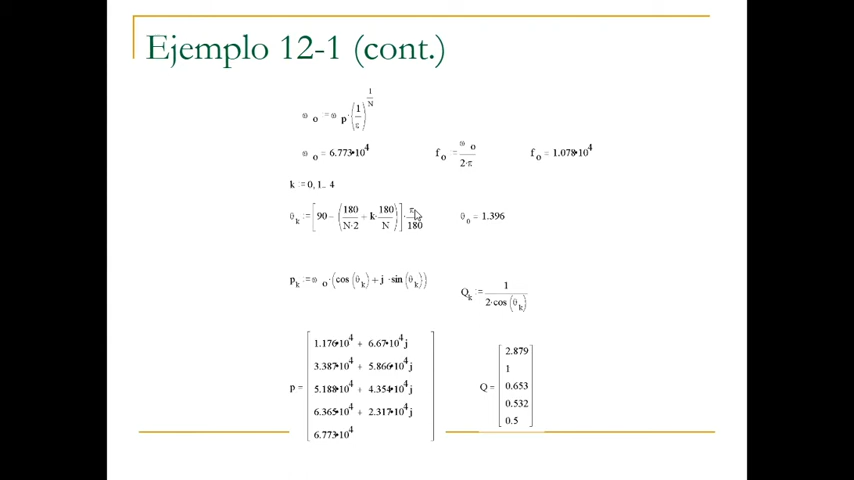 Ejemplo 12-1 (cont.)
ω o := ω p·(1/π)^(1/N)
ω o = 6.773•10^4    f o := ω o/(2·π)    f o = 1.078•10^4
k := 0, 1.. 4
θ k := [90 − (180/(N·2) + k·180/N)]·π/180    θ 0 = 1.396
p k := ω o·(cos(θ k) + j·sin(θ k))    Q k := 1/(2·cos(θ k))
1.176•10^4 + 6.67•10^4 j    2.879
3.387•10^4 + 5.866•10^4 j    1
p = 5.188•10^4 + 4.354•10^4 j    Q = 0.653
6.365•10^4 + 2.317•10^4 j    0.532
6.773•10^4    0.5